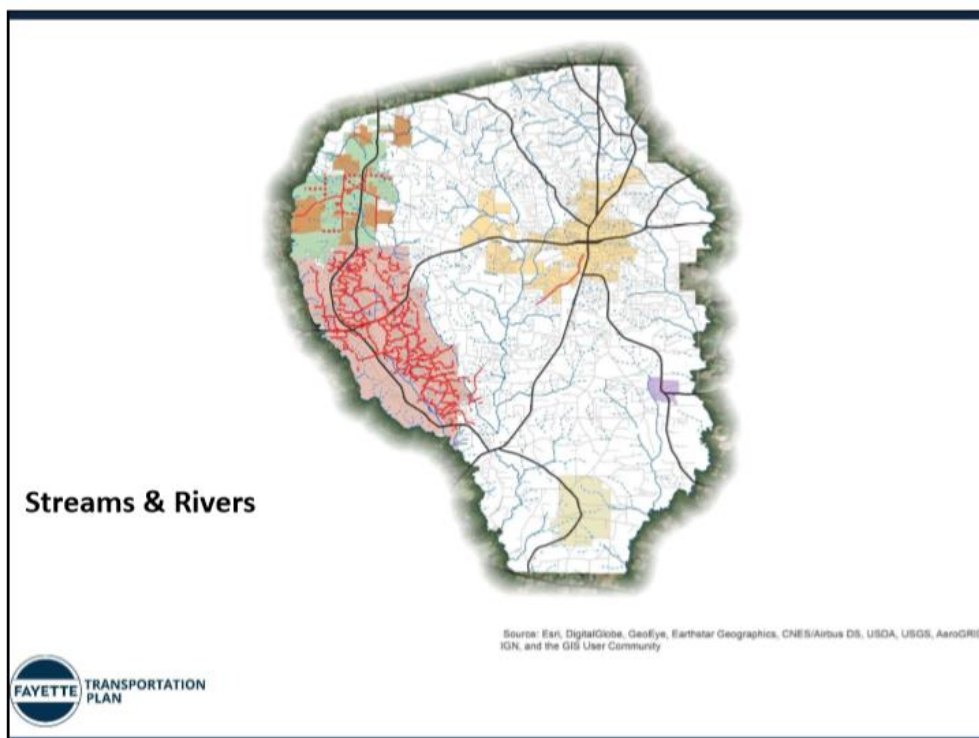 Streams & Rivers
Source: Esri, DigitalGlobe, GeoEye, Earthstar Geographics, CNES/Airbus DS, USDA, USGS, AeroGRID
IGN, and the GIS User Community
FAYETTE
TRANSPORTATION
PLAN